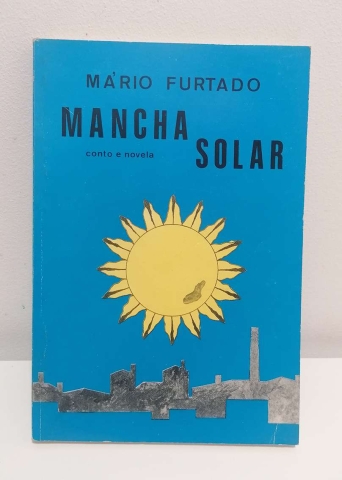 MÁRIO FURTADO
MANCHA
conto e novela
SOLAR